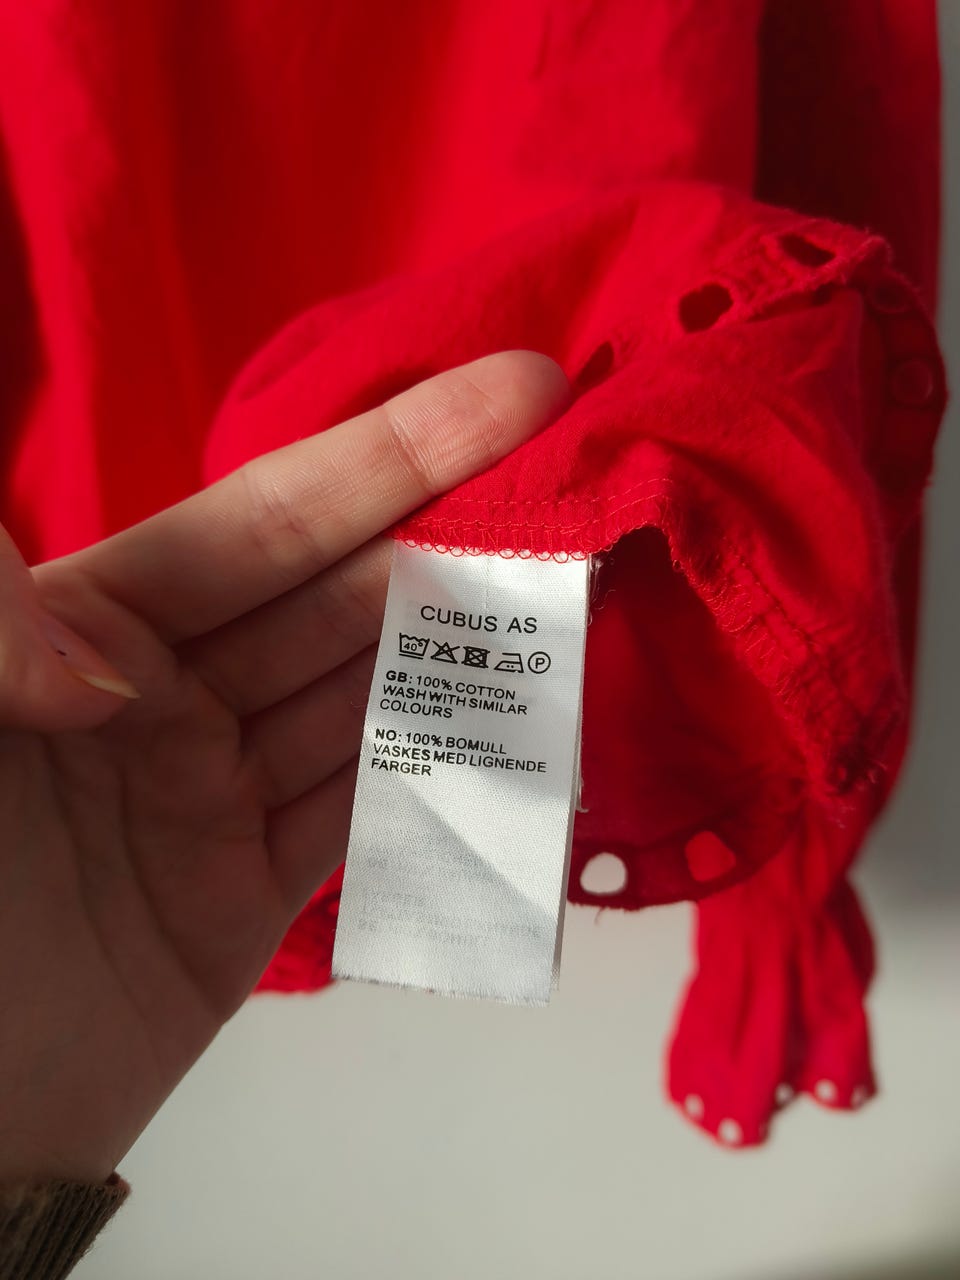 CUBUS AS
40° P
GB: 100% COTTON
WASH WITH SIMILAR
COLOURS
NO: 100% BOMULL
VASKES MED LIGNENDE
FARGER